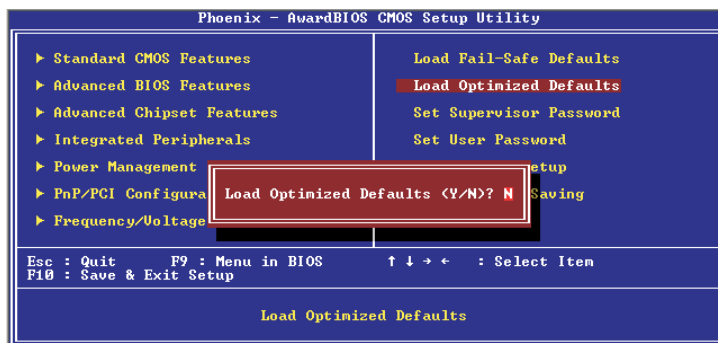 Phoenix - AwardBIOS CMOS Setup Utility
▶ Standard CMOS Features
▶ Advanced BIOS Features
▶ Advanced Chipset Features
▶ Integrated Peripherals
▶ Power Management
▶ PnP/PCI Configura
▶ Frequency/Voltage
Load Fail-Safe Defaults
Load Optimized Defaults
Set Supervisor Password
Set User Password
etup
Saving
Load Optimized Defaults (Y/N)? N
Esc : Quit F9 : Menu in BIOS ↑ ↓ → ← : Select Item
F10 : Save & Exit Setup
Load Optimized Defaults